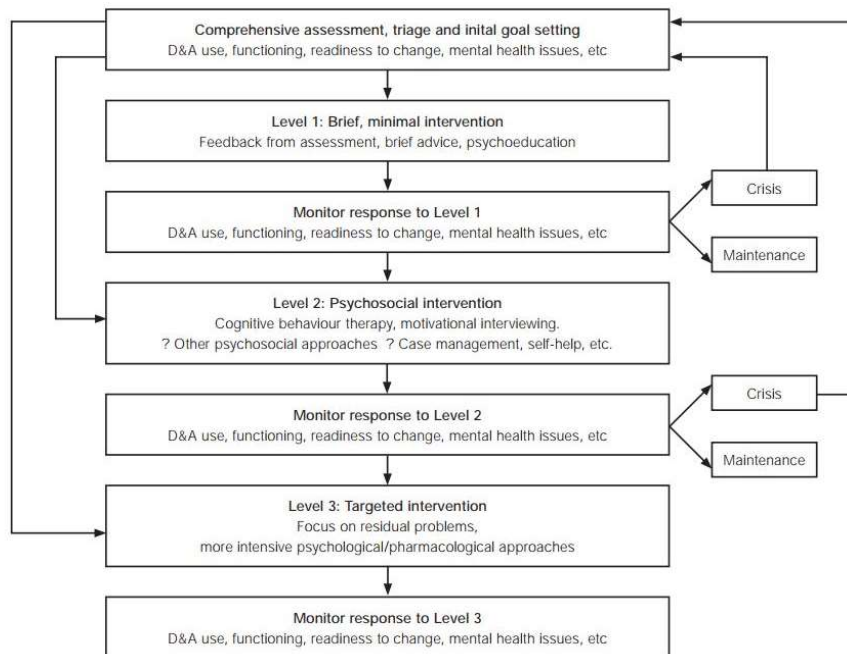 Comprehensive assessment, triage and inital goal setting
D&A use, functioning, readiness to change, mental health issues, etc
Level 1: Brief, minimal intervention
Feedback from assessment, brief advice, psychoeducation
Monitor response to Level 1
D&A use, functioning, readiness to change, mental health issues, etc
Crisis
Maintenance
Level 2: Psychosocial intervention
Cognitive behaviour therapy, motivational interviewing.
? Other psychosocial approaches ? Case management, self-help, etc.
Monitor response to Level 2
D&A use, functioning, readiness to change, mental health issues, etc
Crisis
Maintenance
Level 3: Targeted intervention
Focus on residual problems,
more intensive psychological/pharmacological approaches
Monitor response to Level 3
D&A use, functioning, readiness to change, mental health issues, etc